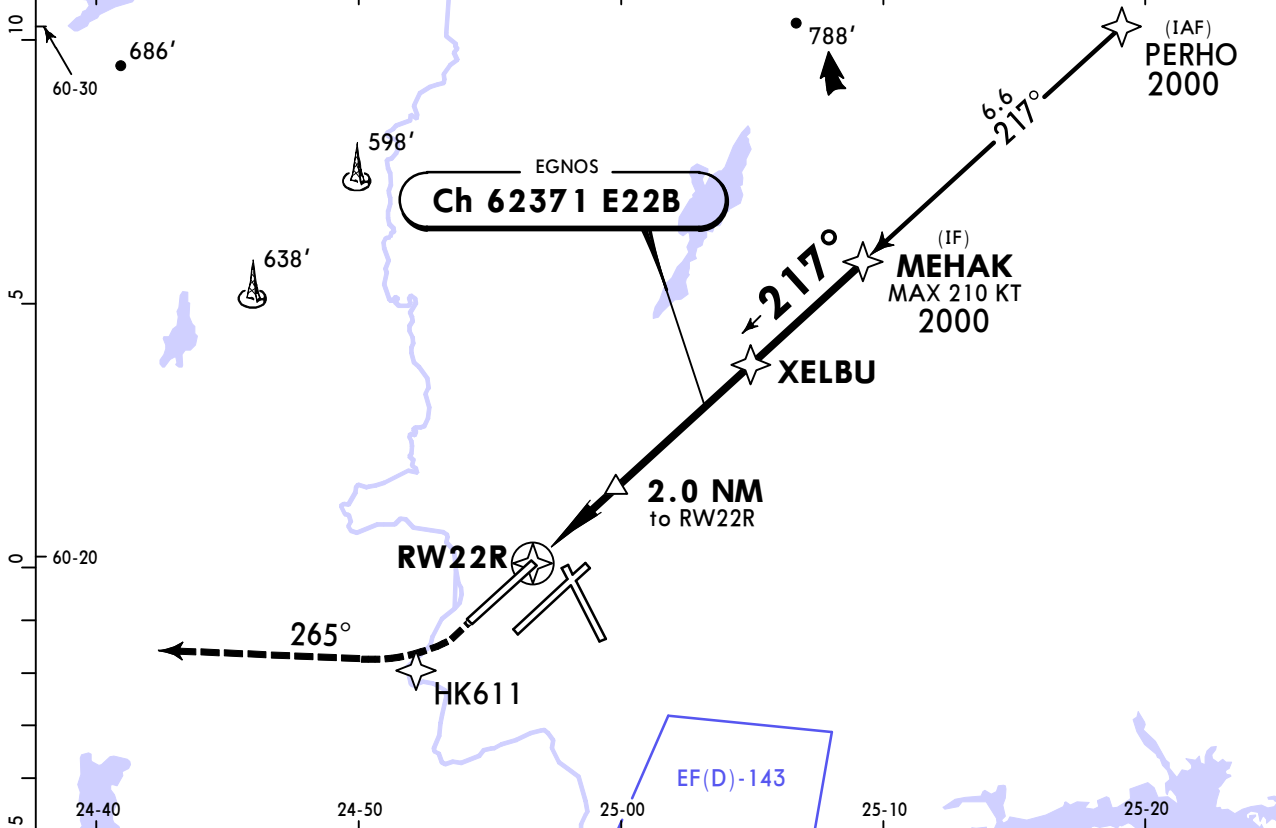 10
60-30
686’
788’
(IAF)
PERHO
2000
6.6
217°
598’
EGNOS
Ch 62371 E22B
638’
217°
(IF)
MEHAK
MAX 210 KT
2000
5
XELBU
2.0 NM
to RW22R
RW22R
0
60-20
265°
HK611
EF(D)-143
5
24-40
24-50
25-00
25-10
25-20